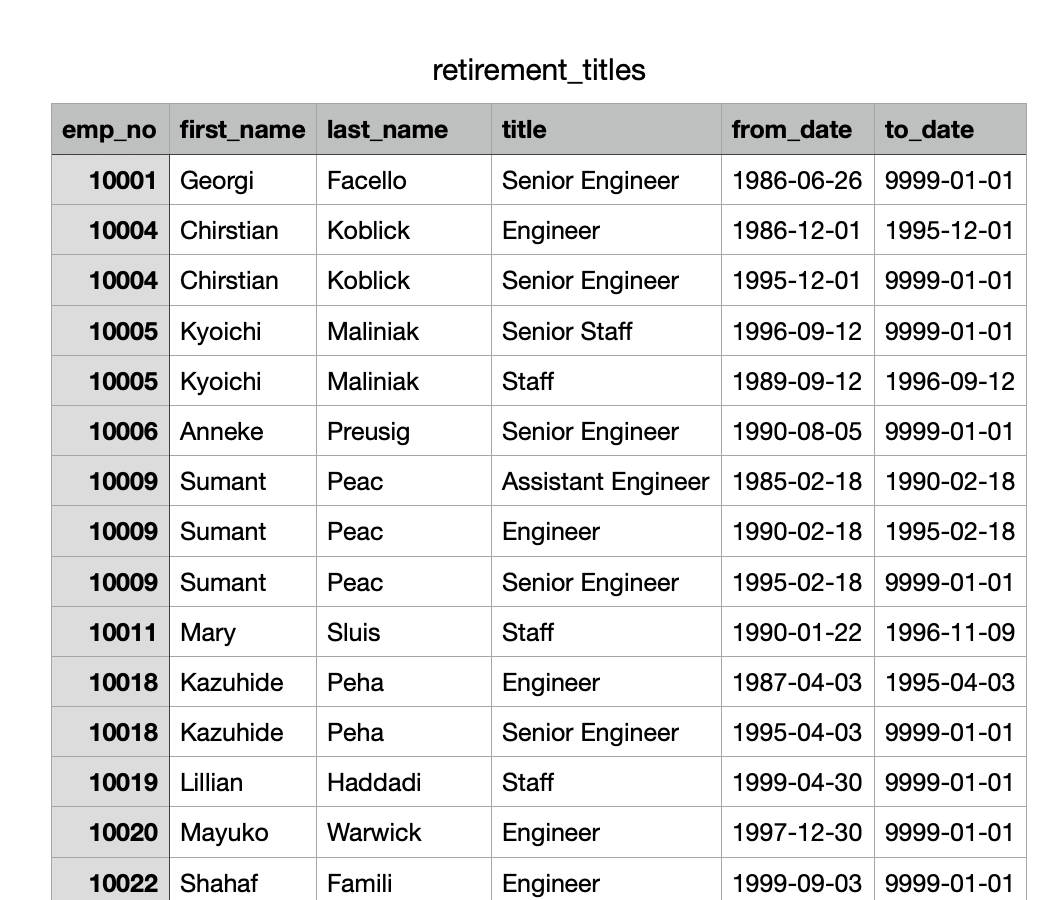 retirement_titles
emp_no first_name last_name title from_date to_date
10001 Georgi Facello Senior Engineer 1986-06-26 9999-01-01
10004 Chirstian Koblick Engineer 1986-12-01 1995-12-01
10004 Chirstian Koblick Senior Engineer 1995-12-01 9999-01-01
10005 Kyoichi Maliniak Senior Staff 1996-09-12 9999-01-01
10005 Kyoichi Maliniak Staff 1989-09-12 1996-09-12
10006 Anneke Preusig Senior Engineer 1990-08-05 9999-01-01
10009 Sumant Peac Assistant Engineer 1985-02-18 1990-02-18
10009 Sumant Peac Engineer 1990-02-18 1995-02-18
10009 Sumant Peac Senior Engineer 1995-02-18 9999-01-01
10011 Mary Sluis Staff 1990-01-22 1996-11-09
10018 Kazuhide Peha Engineer 1987-04-03 1995-04-03
10018 Kazuhide Peha Senior Engineer 1995-04-03 9999-01-01
10019 Lillian Haddadi Staff 1999-04-30 9999-01-01
10020 Mayuko Warwick Engineer 1997-12-30 9999-01-01
10022 Shahaf Famili Engineer 1999-09-03 9999-01-01